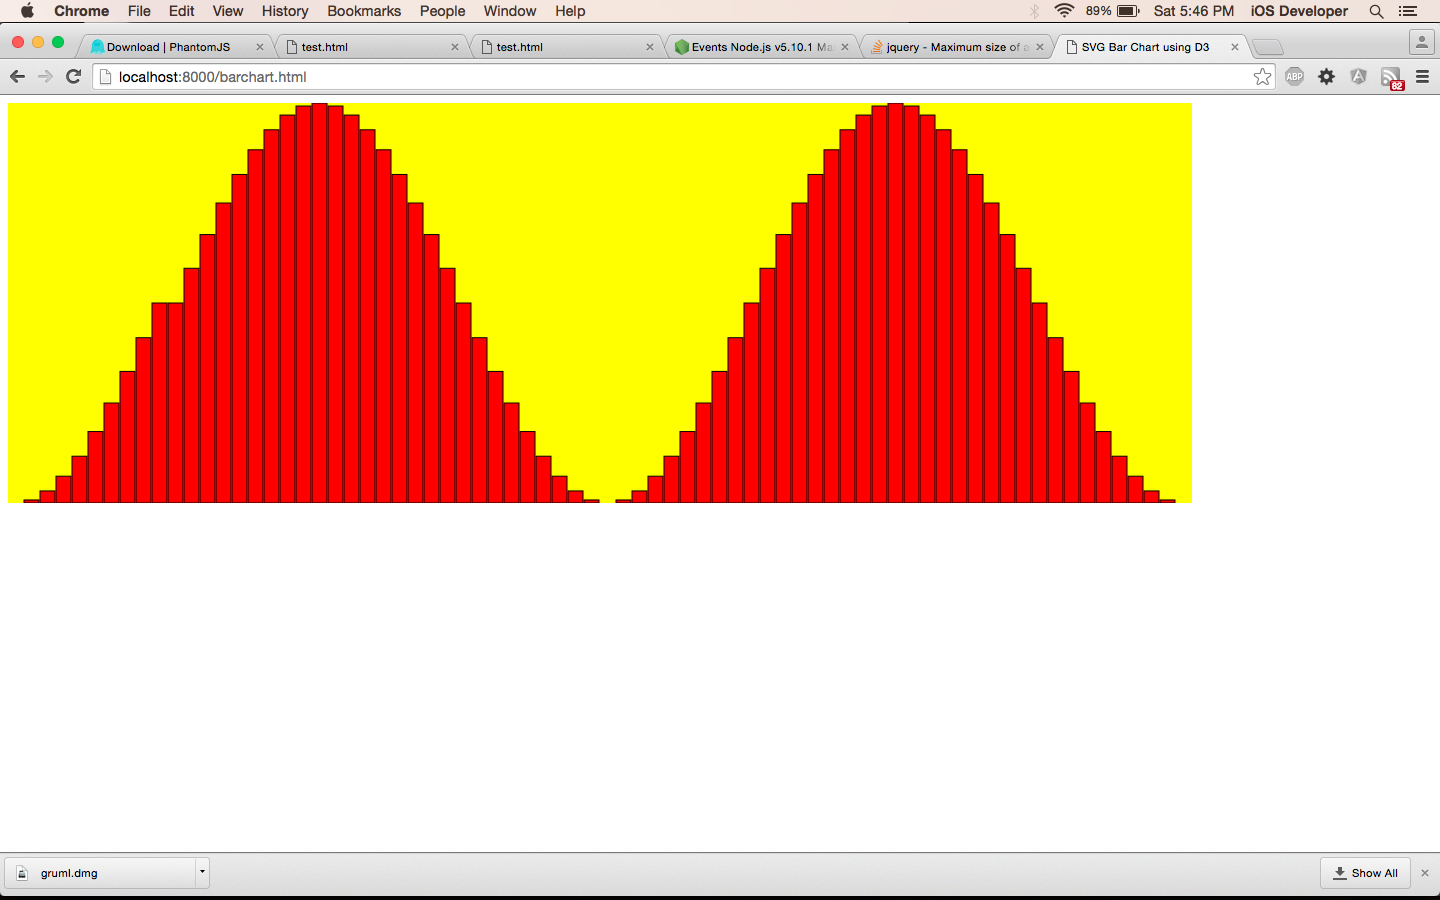 Chrome File Edit View History Bookmarks People Window Help 89% Sat 5:46 PM iOS Developer
Download | PhantomJS test.html test.html Events Node.js v5.10.1 Ma jquery - Maximum size of a SVG Bar Chart using D3
localhost:8000/barchart.html ABP 82
gruml.dmg Show All